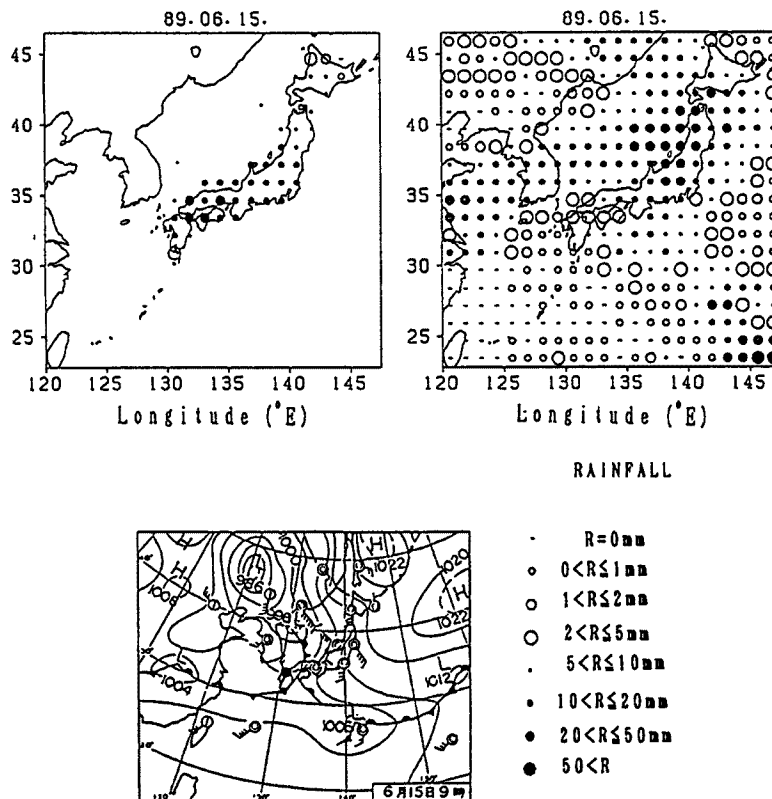 89.06.15.
89.06.15.
45
40
35
30
25
120 125 130 135 140 145
Longitude (°E)
45
40
35
30
25
120 125 130 135 140 145
Longitude (°E)
RAINFALL
R=0mm
0<R≦1mm
1<R≦2mm
2<R≦5mm
5<R≦10mm
10<R≦20mm
20<R≦50mm
50<R
H
H
1008
1000
986
L
H
1022
1020
H
1022
L
1004
1012
1006
6月15日9時